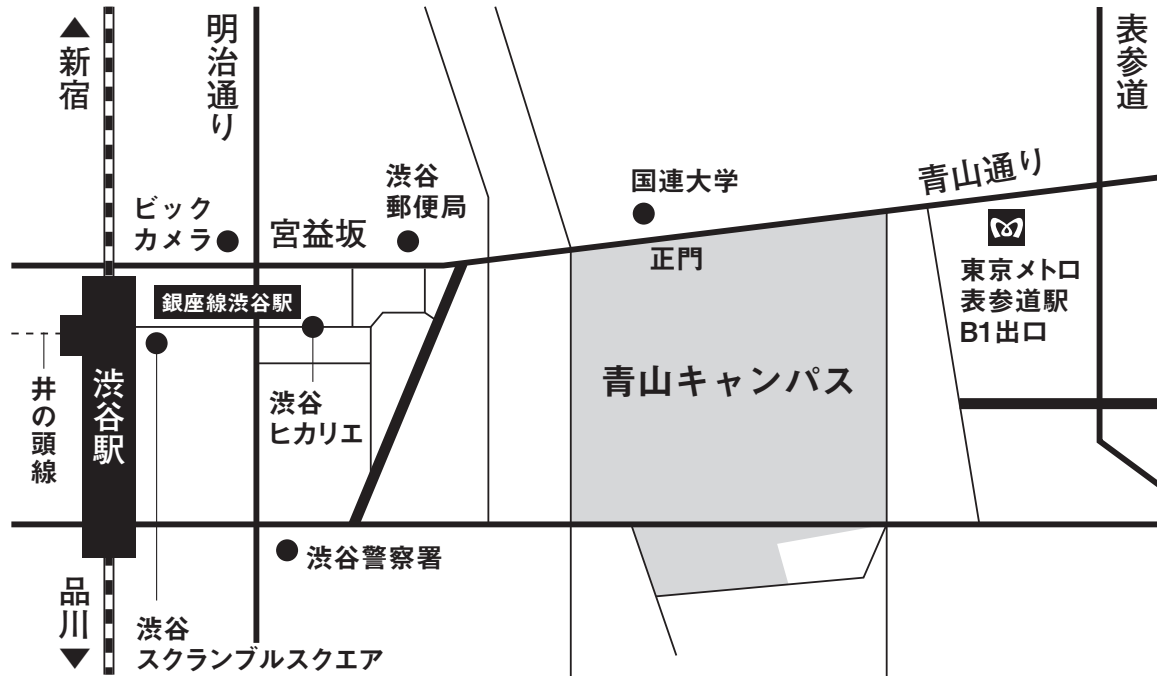 ▲新宿
明治通り
表参道
青山通り
国連大学
渋谷
郵便局
ビック
カメラ
宮益坂
正門
東京メトロ
表参道駅
B1出口
銀座線渋谷駅
青山キャンパス
渋谷駅
井の頭線
渋谷
ヒカリエ
渋谷警察署
品川▼
渋谷
スクランブルスクエア